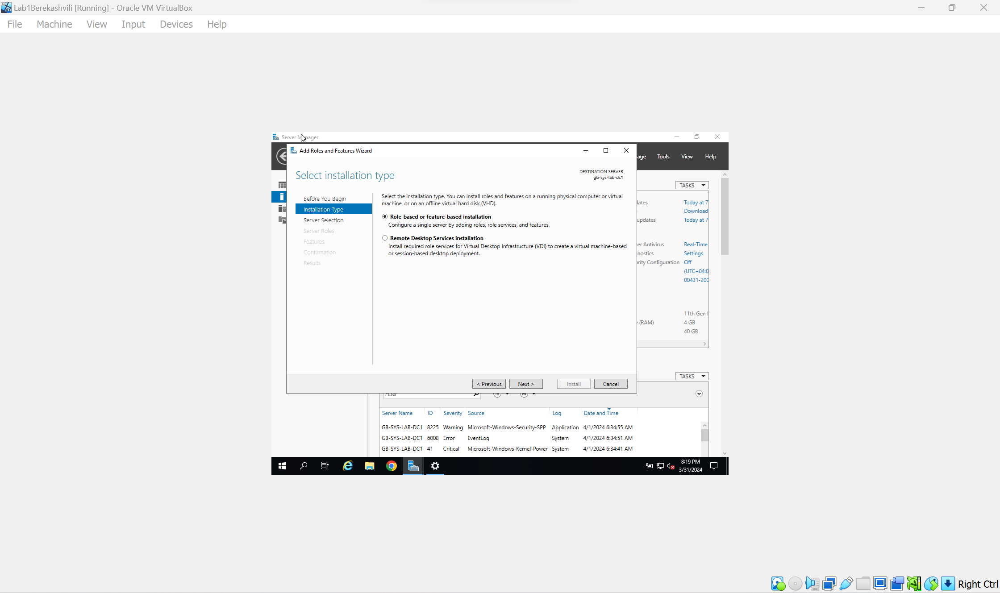 Lab1Berekashvili [Running] - Oracle VM VirtualBox
File Machine View Input Devices Help
Server Manager
Add Roles and Features Wizard
age Tools View Help
Select installation type
DESTINATION SERVER
gb-sys-lab-dc1
TASKS
Before You Begin
Installation Type
Server Selection
Server Roles
Features
Confirmation
Results
Select the installation type. You can install roles and features on a running physical computer or virtual
machine, or on an offline virtual hard disk (VHD).
Role-based or feature-based installation
Configure a single server by adding roles, role services, and features.
Remote Desktop Services installation
Install required role services for Virtual Desktop Infrastructure (VDI) to create a virtual machine-based
or session-based desktop deployment.
lates Today at 7
Download
updates Today at 7
er Antivirus Real-Time
nostics Settings
rity Configuration Off
(UTC+04:0
00431-200
11th Gen I
(RAM) 4 GB
40 GB
< Previous Next > Install Cancel
TASKS
Filter
Server Name ID Severity Source Log Date and Time
GB-SYS-LAB-DC1 8225 Warning Microsoft-Windows-Security-SPP Application 4/1/2024 6:34:55 AM
GB-SYS-LAB-DC1 6008 Error EventLog System 4/1/2024 6:34:51 AM
GB-SYS-LAB-DC1 41 Critical Microsoft-Windows-Kernel-Power System 4/1/2024 6:34:41 AM
8:19 PM
3/31/2024
Right Ctrl